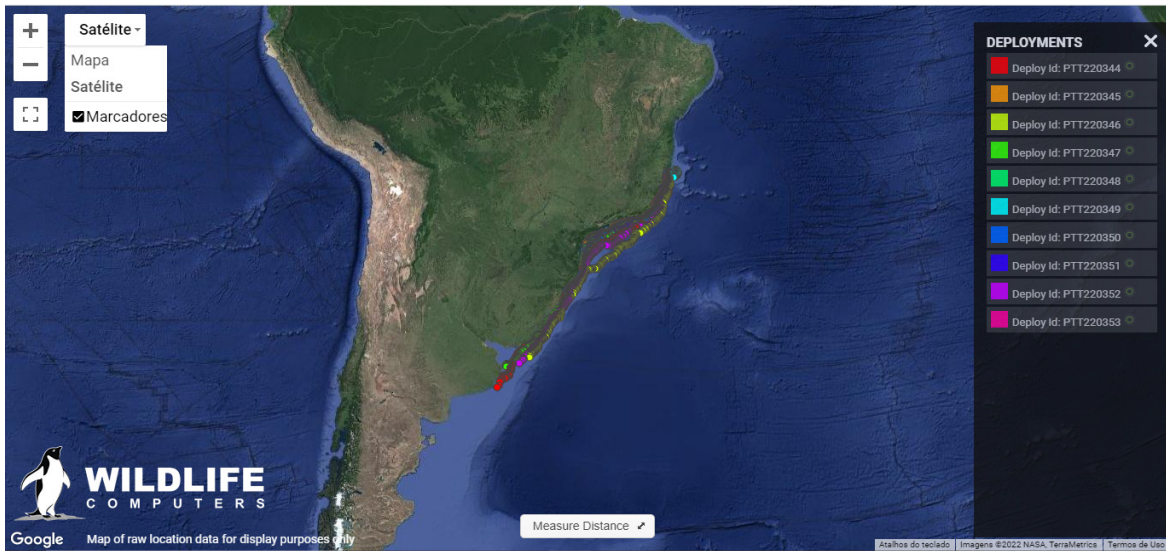 Satélite
Mapa
Satélite
Marcadores
DEPLOYMENTS
Deploy Id: PTT220344
Deploy Id: PTT220345
Deploy Id: PTT220346
Deploy Id: PTT220347
Deploy Id: PTT220348
Deploy Id: PTT220349
Deploy Id: PTT220350
Deploy Id: PTT220351
Deploy Id: PTT220352
Deploy Id: PTT220353
WILDLIFE
COMPUTERS
Measure Distance
Google Map of raw location data for display purposes only
Atalhos do teclado Imagens ©2022 NASA, TerraMetrics Termos de Uso